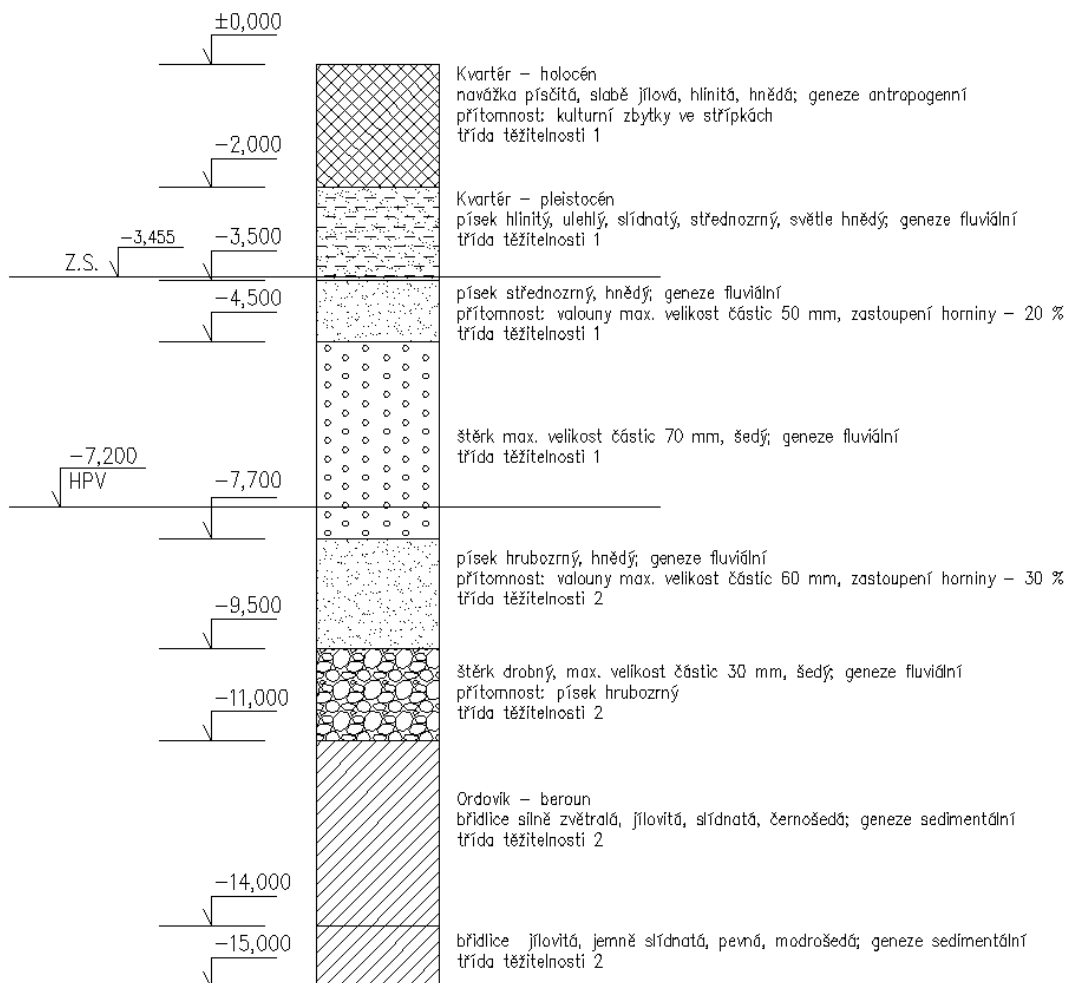 ±0,000
Kvartér – holocén
navážka písčitá, slabě jílová, hlínitá, hnědá; geneze antropogenní
přítomnost: kulturní zbytky ve střípkách
třída těžitelnosti 1
-2,000
Kvartér – pleistocén
písek hlínitý, ulehlý, slídnatý, střednozrný, světle hnědý; geneze fluviální
třída těžitelnosti 1
-3,455
-3,500
Z.S.
-4,500
písek střednozrný, hnědý; geneze fluviální
přítomnost: valouny max. velikost částic 50 mm, zastoupení horniny – 20 %
třída těžitelnosti 1
štěrk max. velikost částic 70 mm, šedý; geneze fluviální
třída těžitelnosti 1
-7,200
HPV
-7,700
písek hrubozrný, hnědý; geneze fluviální
přítomnost: valouny max. velikost částic 60 mm, zastoupení horniny – 30 %
třída těžitelnosti 2
-9,500
štěrk drobný, max. velikost částic 30 mm, šedý; geneze fluviální
přítomnost: písek hrubozrný
třída těžitelnosti 2
-11,000
Ordovik – beroun
břidlice silně zvětralá, jílovitá, slídnatá, černošedá; geneze sedimentální
třída těžitelnosti 2
-14,000
-15,000
břidlice jílovitá, jemně slídnatá, pevná, modrošedá; geneze sedimentální
třída těžitelnosti 2